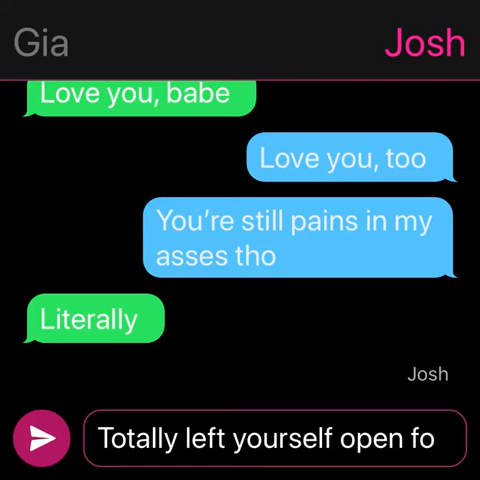 Gia
Josh
Love you, babe
Love you, too
You're still pains in my
asses tho
Literally
Josh
Totally left yourself open fo